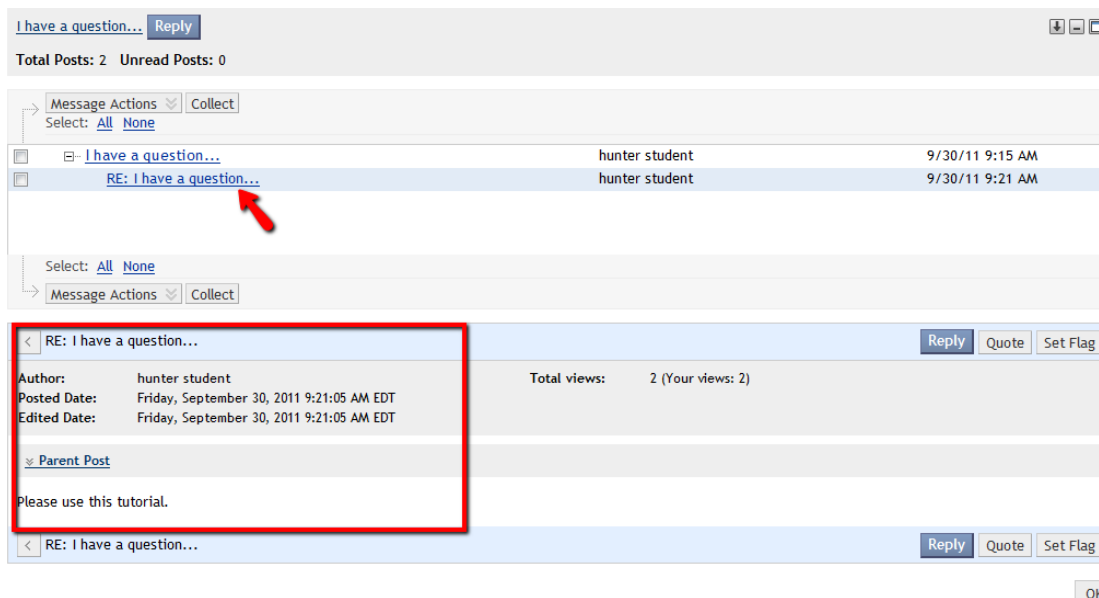 I have a question... Reply
Total Posts: 2 Unread Posts: 0
Message Actions Collect
Select: All None
I have a question... hunter student 9/30/11 9:15 AM
RE: I have a question... hunter student 9/30/11 9:21 AM
Select: All None
Message Actions Collect
RE: I have a question... Reply Quote Set Flag
Author: hunter student Total views: 2 (Your views: 2)
Posted Date: Friday, September 30, 2011 9:21:05 AM EDT
Edited Date: Friday, September 30, 2011 9:21:05 AM EDT
Parent Post
Please use this tutorial.
RE: I have a question... Reply Quote Set Flag